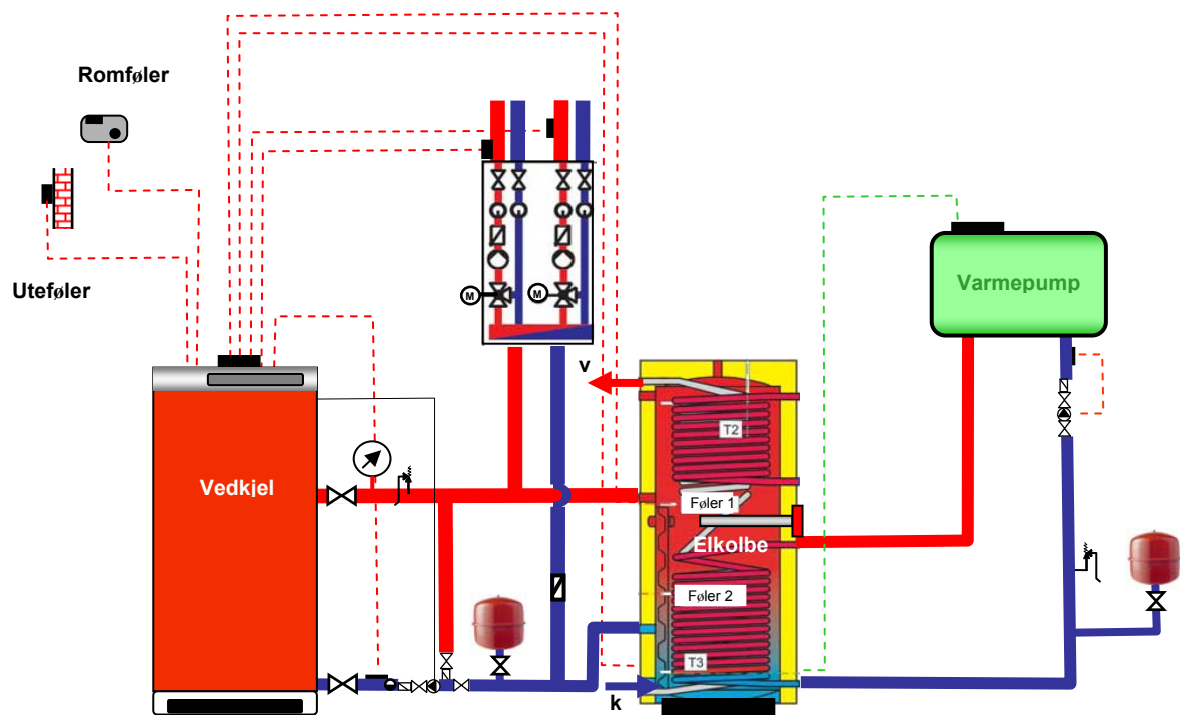 Romføler
Uteføler
M
M
Varmepump
v
T2
Vedkjel
Føler 1
Elkolbe
Føler 2
T3
k